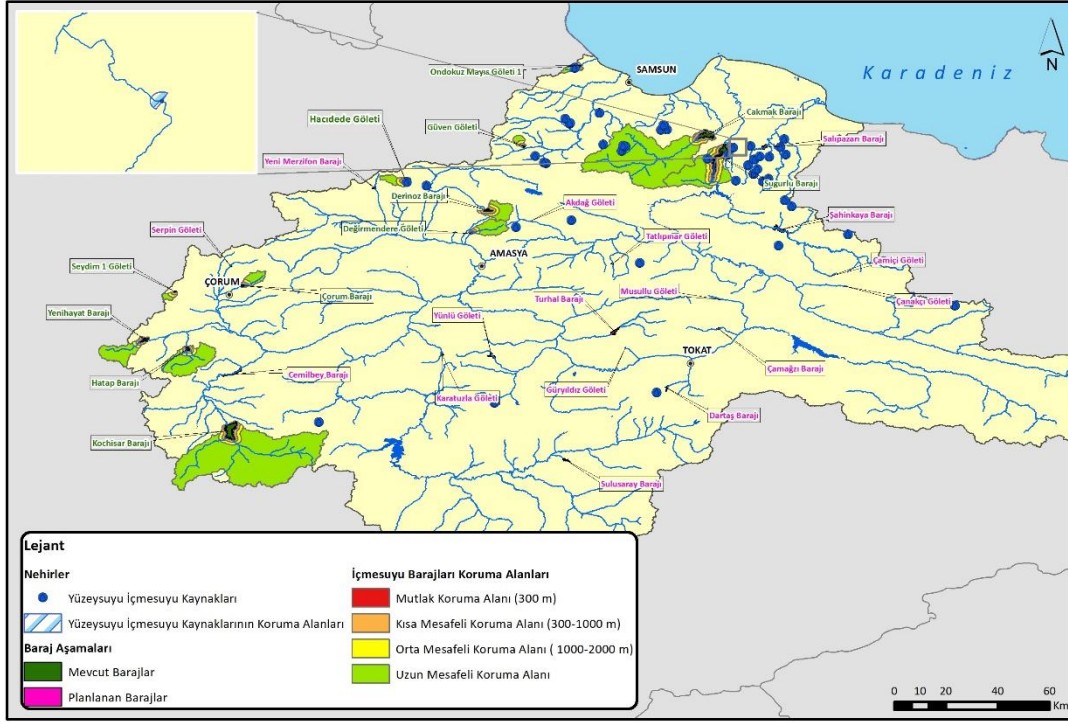 N
Karadeniz
Ondokuz Mayıs Göleti 1
SAMSUN
Çakmak Barajı
Hacıdede Göleti
Güven Göleti
Salıpazarı Barajı
Yeni Merzifon Barajı
Derinoz Barajı
Akdağ Göleti
Suğurlu Barajı
Değirmendere Göleti
Şahinkaya Barajı
Serpin Göleti
AMASYA
Tatlıpınar Göleti
Çamiçi Göleti
Seydim 1 Göleti
ÇORUM
Çorum Barajı
Turhal Barajı
Musullu Göleti
Çanakçı Göleti
Yenihayat Barajı
Yünlü Göleti
TOKAT
Hatap Barajı
Cemilbey Barajı
Karatuzla Göleti
Güryıldız Göleti
Çamağzı Barajı
Dartaş Barajı
Kochisar Barajı
Sulusaray Barajı
Lejant
Nehirler
Yüzeysuyu İçmesuyu Kaynakları
Yüzeysuyu İçmesuyu Kaynaklarının Koruma Alanları
Baraj Aşamaları
Mevcut Barajlar
Planlanan Barajlar
İçmesuyu Barajları Koruma Alanları
Mutlak Koruma Alanı (300 m)
Kısa Mesafeli Koruma Alanı (300-1000 m)
Orta Mesafeli Koruma Alanı ( 1000-2000 m)
Uzun Mesafeli Koruma Alanı
0 10 20 40 60
Km